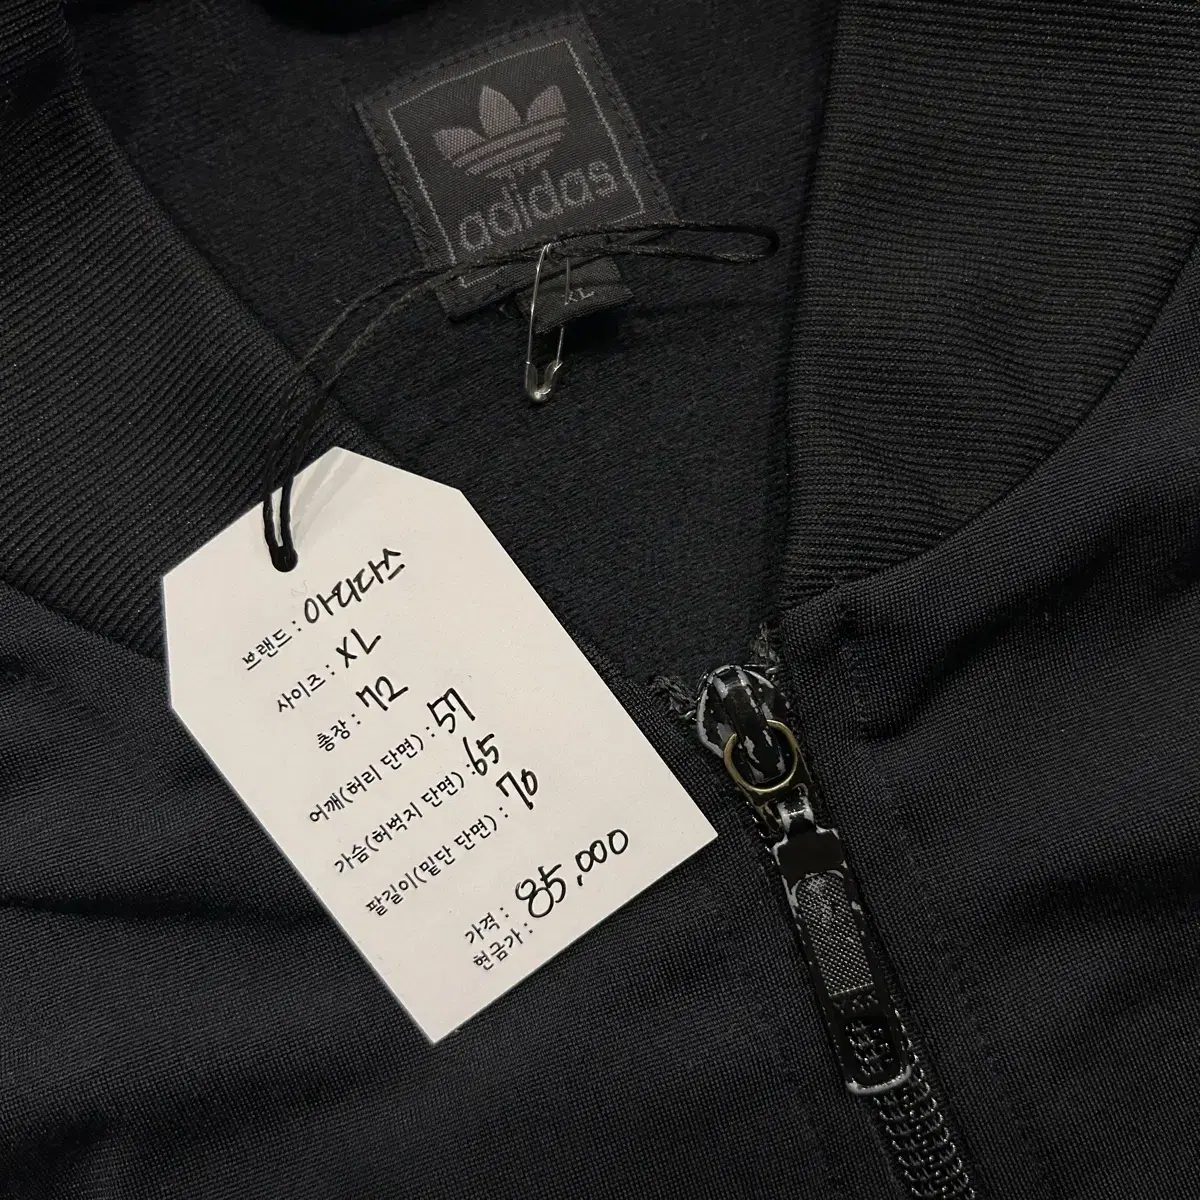 adidas
XL
브랜드 : 아디다스
사이즈 : XL
총장 : 72
어깨(허리 단면) : 57
가슴(허벅지 단면) : 65
팔길이(밑단 단면) : 70
가격 : 85,000
현금가 :